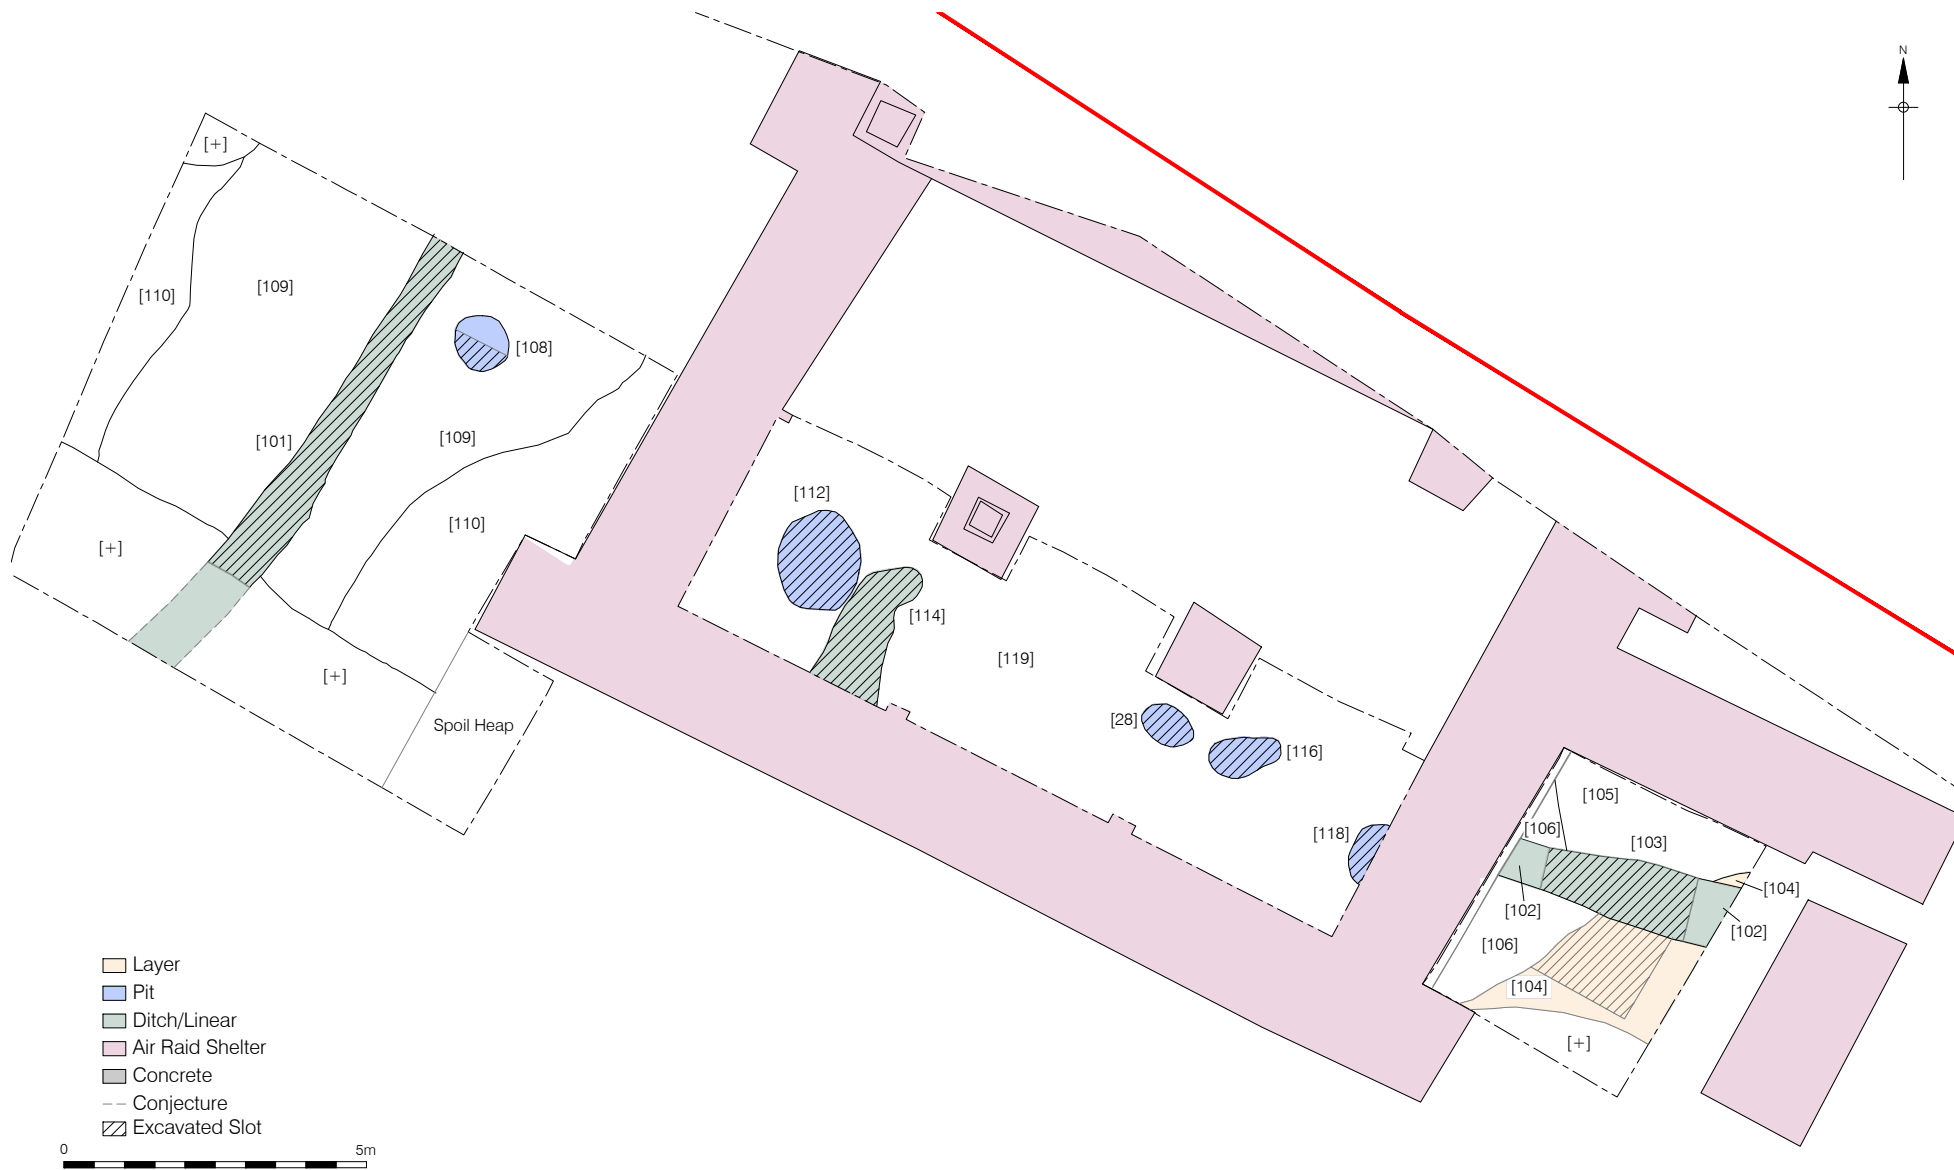 N
[+]
[110]
[109]
[108]
[101]
[109]
[112]
[110]
[+]
[114]
[119]
[+]
[28]
Spoil Heap
[116]
[105]
[118]
[106]
[103]
[104]
[102]
[102]
[106]
[104]
[+]
Layer
Pit
Ditch/Linear
Air Raid Shelter
Concrete
Conjecture
Excavated Slot
0 5m